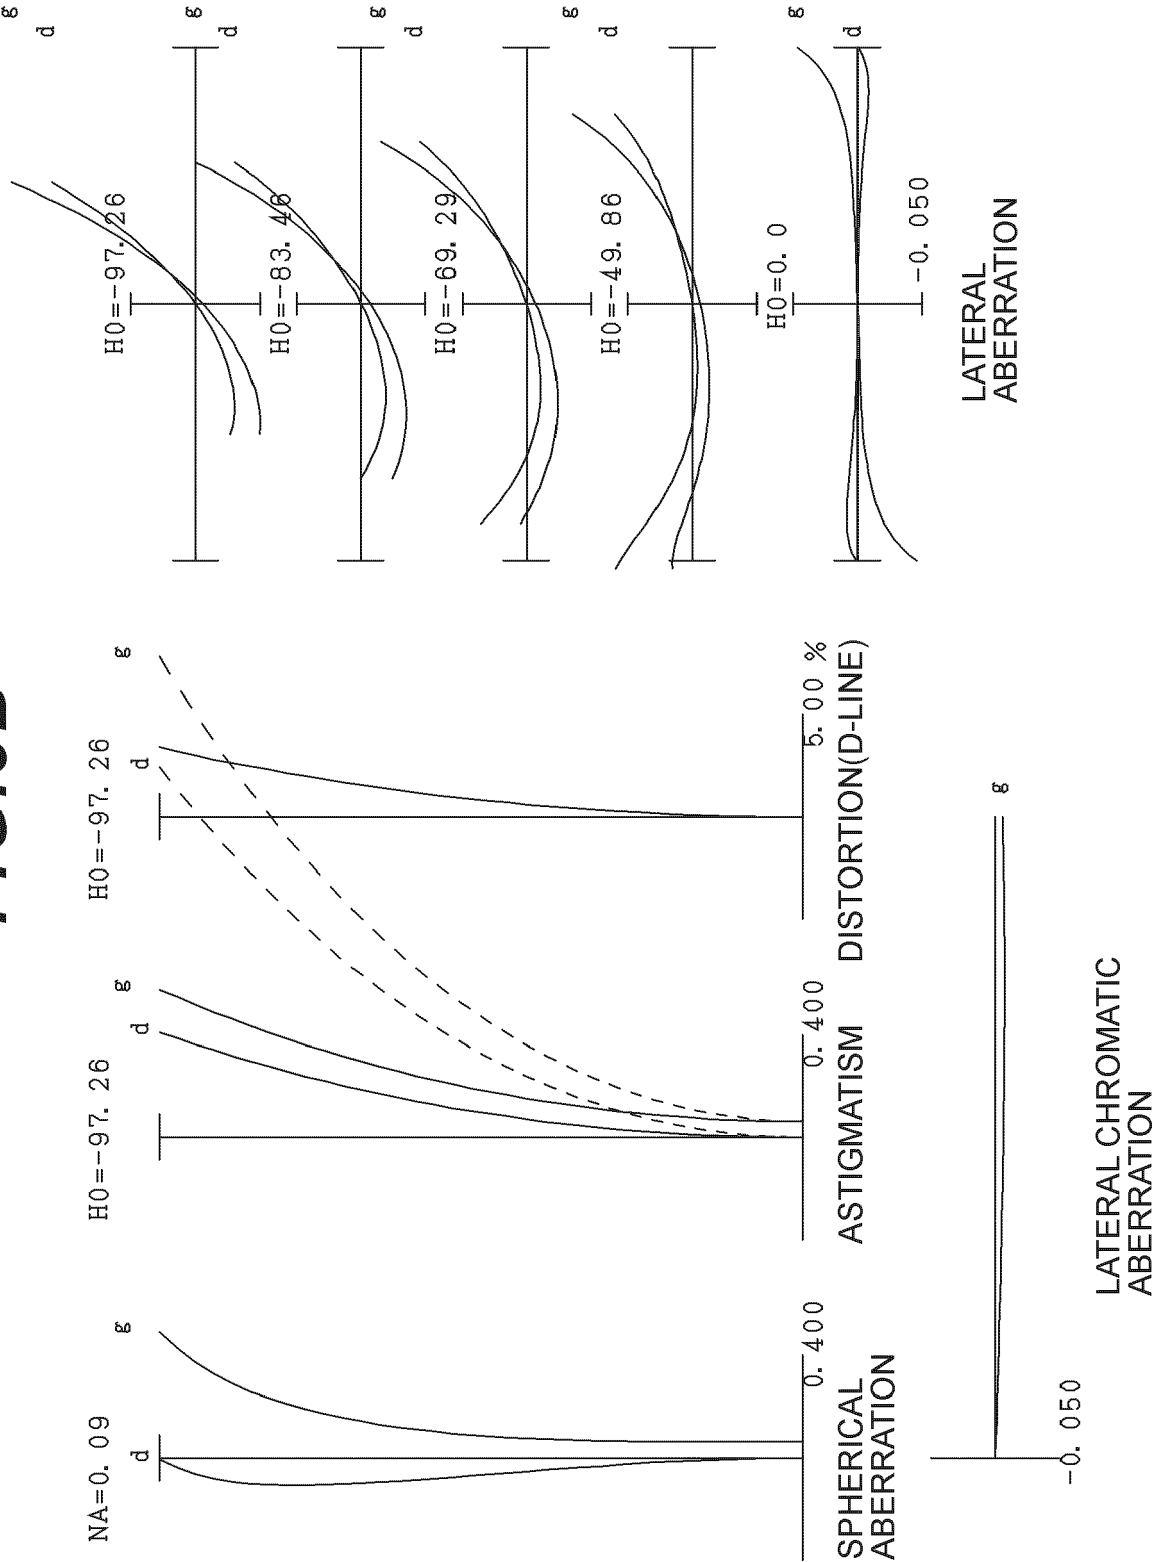 NA=0. 09
d
g
0. 400
SPHERICAL
ABERRATION
H0=-97. 26
d
g
0. 400
ASTIGMATISM
H0=-97. 26
d
g
5. 00 %
DISTORTION(D-LINE)
-0. 050
g
LATERAL CHROMATIC
ABERRATION
g
d
H0=-97. 26
g
d
H0=-83. 46
g
d
H0=-69. 29
g
d
H0=-49. 86
g
d
H0=0. 0
-0. 050
LATERAL
ABERRATION